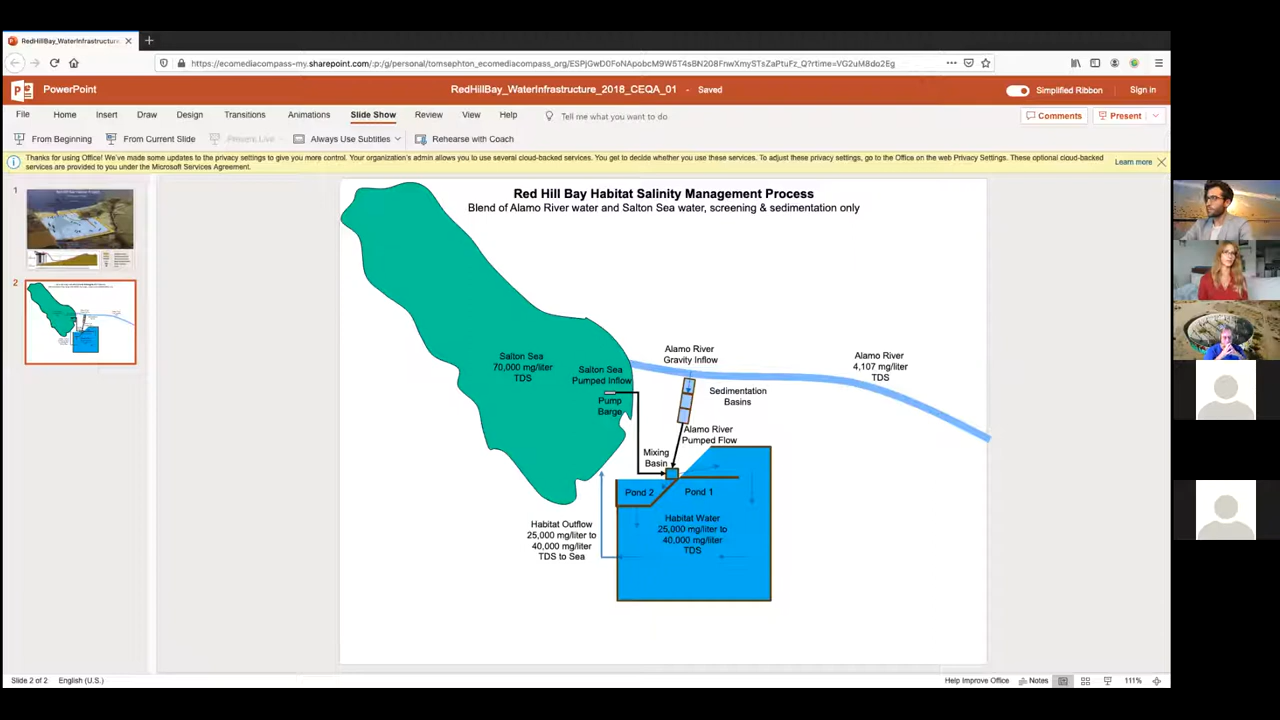 RedHillBay_WaterInfrastructure
https://ecomediacompass-my.sharepoint.com/:p:/g/personal/tomsephton_ecomediacompass_org/ESPjGwD0FoNApobcM9W5T4sBN208FnwXmySTsZaPtuFz_Q?rtime=VG2uM8do2Eg
PowerPoint
RedHillBay_WaterInfrastructure_2018_CEQA_01 - Saved
Simplified Ribbon
Sign in
File Home Insert Draw Design Transitions Animations Slide Show Review View Help Tell me what you want to do
Comments
Present
From Beginning From Current Slide Present Live Always Use Subtitles Rehearse with Coach
Thanks for using Office! We've made some updates to the privacy settings to give you more control. Your organization's admin allows you to use several cloud-backed services. You get to decide whether you use these services. To adjust these privacy settings, go to the Office on the web Privacy Settings. These optional cloud-backed
services are provided to you under the Microsoft Services Agreement.
Learn more
1
2
Red Hill Bay Habitat Salinity Management Process
Blend of Alamo River water and Salton Sea water, screening & sedimentation only
Salton Sea
70,000 mg/liter
TDS
Salton Sea
Pumped Inflow
Pump
Barge
Alamo River
Gravity Inflow
Alamo River
4,107 mg/liter
TDS
Sedimentation
Basins
Alamo River
Pumped Flow
Mixing
Basin
Pond 2
Pond 1
Habitat Water
25,000 mg/liter to
40,000 mg/liter
TDS
Habitat Outflow
25,000 mg/liter to
40,000 mg/liter
TDS to Sea
Slide 2 of 2 English (U.S.)
Help Improve Office Notes 111%